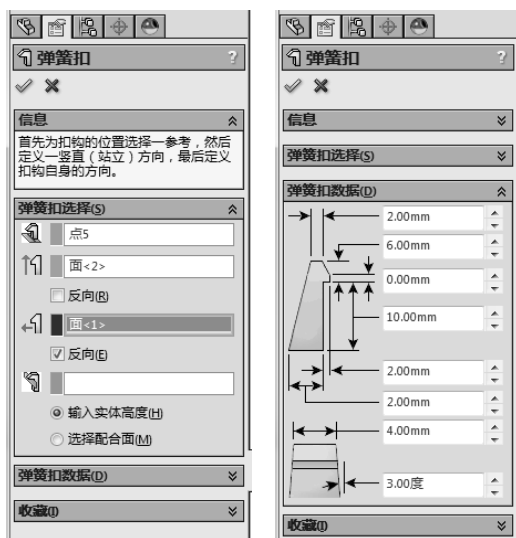 弹簧扣
?
信息
首先为扣钩的位置选择一参考，然后
定义一竖直（站立）方向，最后定义
扣钩自身的方向。
弹簧扣选择(S)
点5
面<2>
反向(R)
面<1>
反向(E)
输入实体高度(H)
选择配合面(M)
弹簧扣数据(D)
收藏(I)
弹簧扣
?
信息
弹簧扣选择(S)
弹簧扣数据(D)
2.00mm
6.00mm
0.00mm
10.00mm
2.00mm
2.00mm
4.00mm
3.00度
收藏(I)